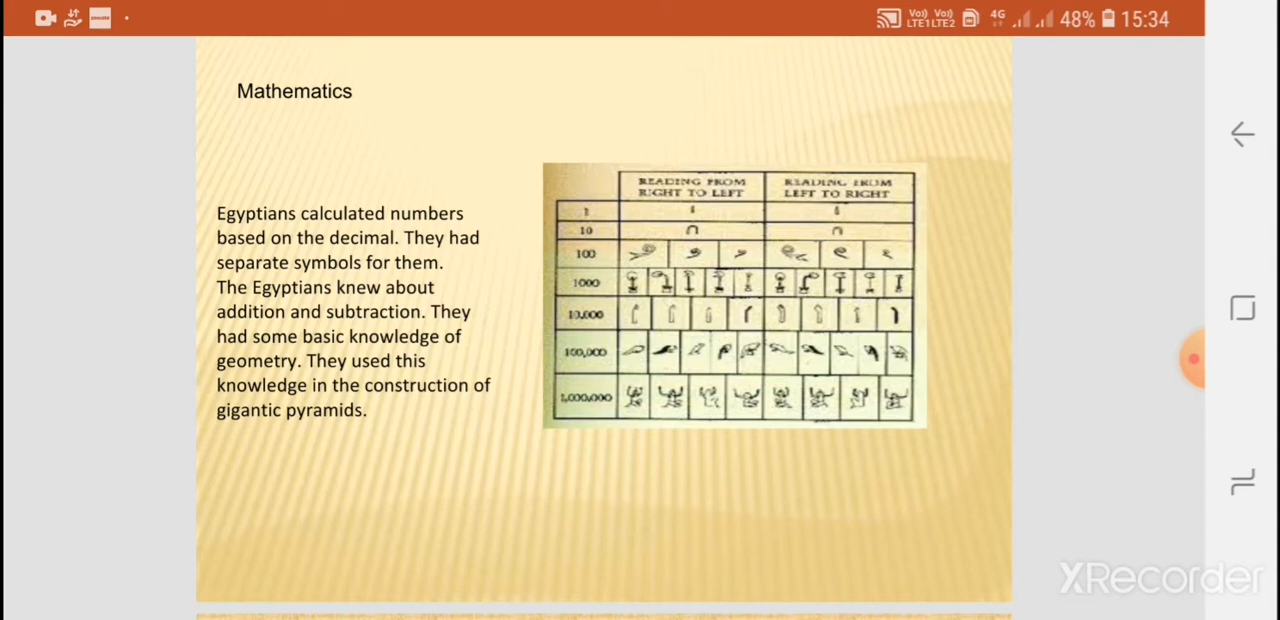 Voi) Voi) 4G 48% 15:34
LTE1 LTE2
Mathematics
Egyptians calculated numbers
based on the decimal. They had
separate symbols for them.
The Egyptians knew about
addition and subtraction. They
had some basic knowledge of
geometry. They used this
knowledge in the construction of
gigantic pyramids.
READING FROM READING FROM
RIGHT TO LEFT LEFT TO RIGHT
1
10
100
1000
10,000
100,000
1,000,000
XRecorder